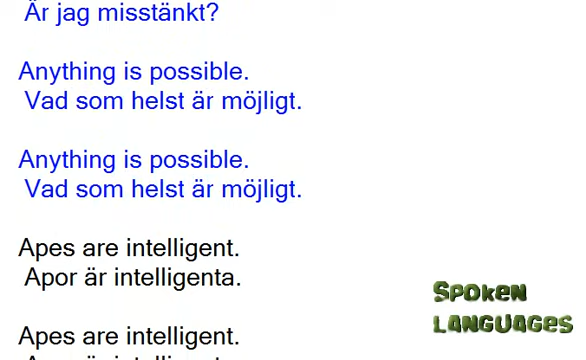 Är jag misstänkt?
Anything is possible.
Vad som helst är möjligt.
Anything is possible.
Vad som helst är möjligt.
Apes are intelligent.
Apor är intelligenta.
Apes are intelligent.
SPOKEN
LANGUAGES